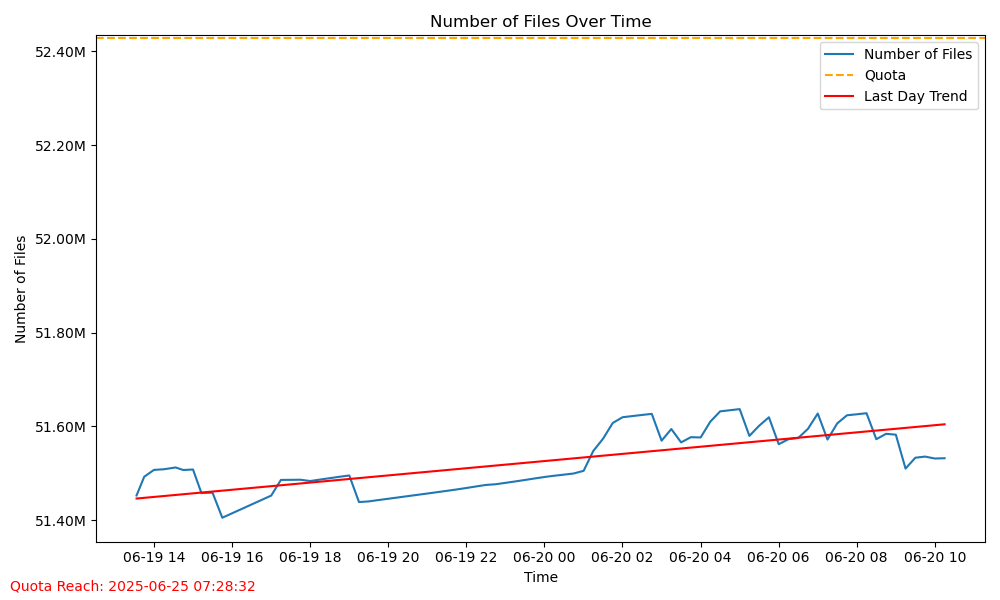 Number of Files Over Time
Number of Files
Quota
Last Day Trend
52.40M
52.20M
52.00M
51.80M
51.60M
51.40M
Number of Files
06-19 14 06-19 16 06-19 18 06-19 20 06-19 22 06-20 00 06-20 02 06-20 04 06-20 06 06-20 08 06-20 10
Time
Quota Reach: 2025-06-25 07:28:32